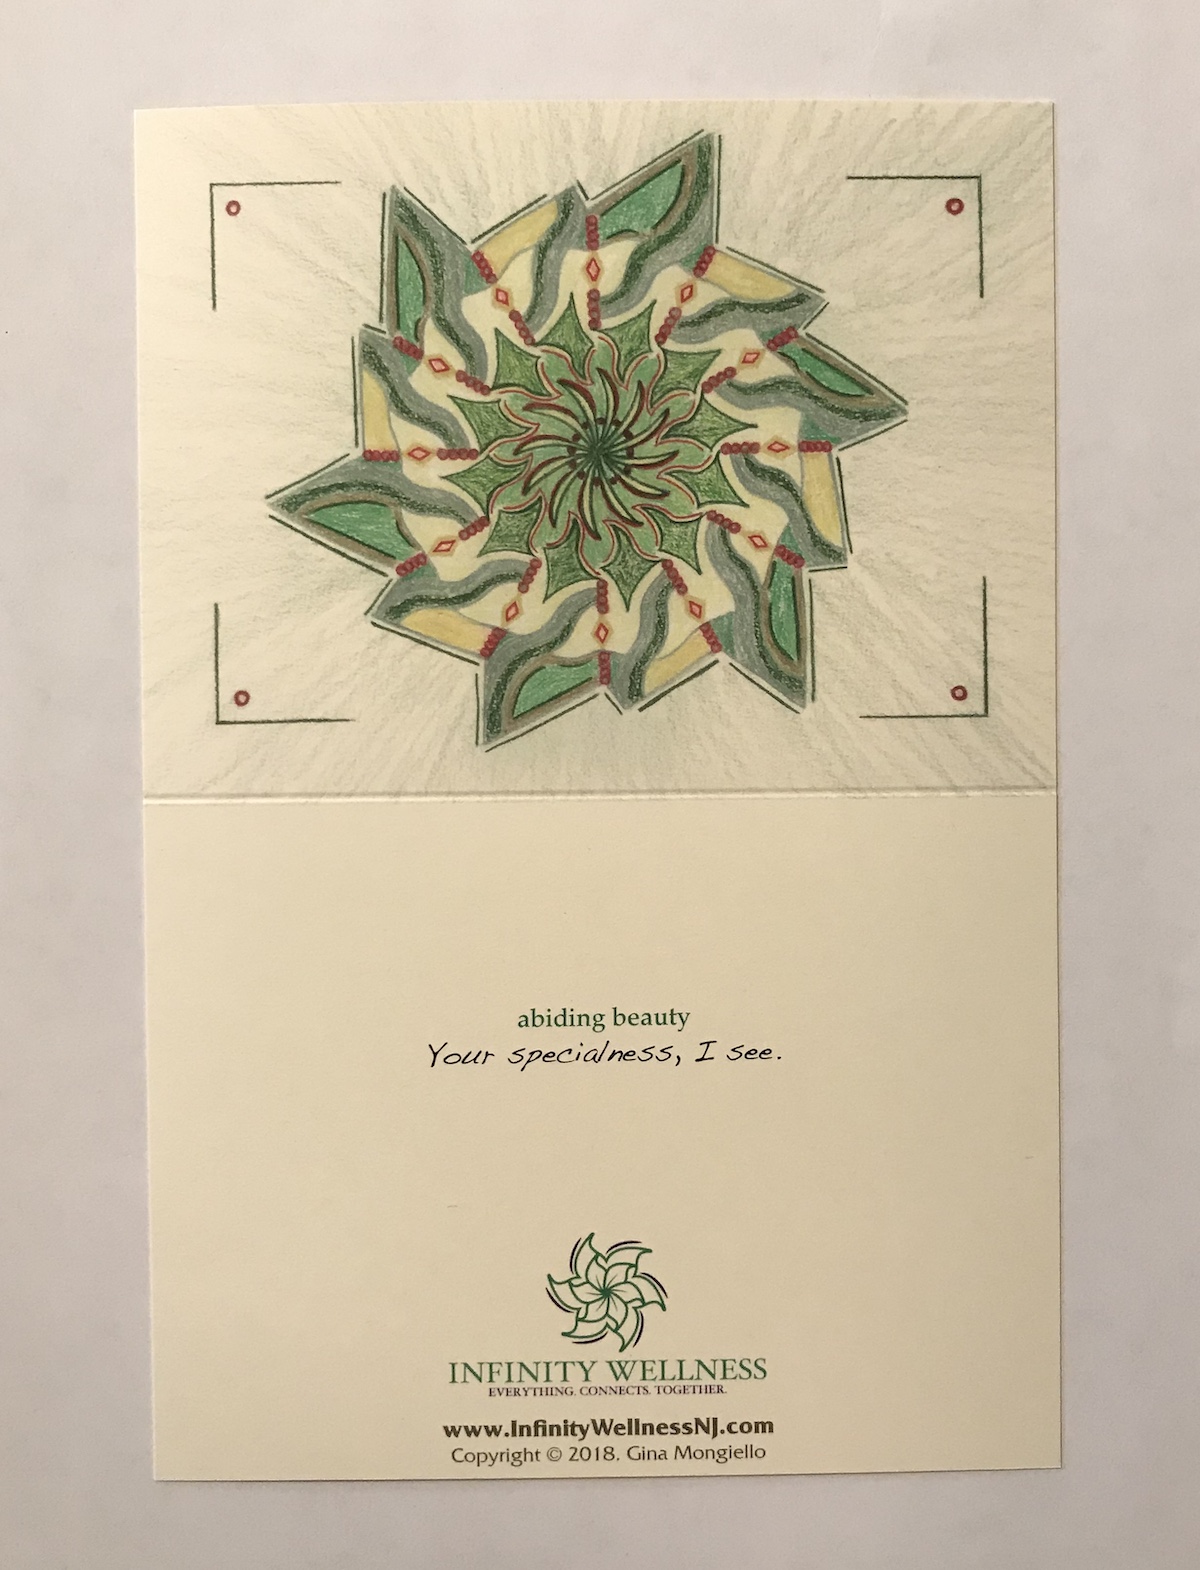 abiding beauty
Your specialness, I see.
INFINITY WELLNESS
EVERYTHING. CONNECTS. TOGETHER.
www.InfinityWellnessNJ.com
Copyright © 2018. Gina Mongiello